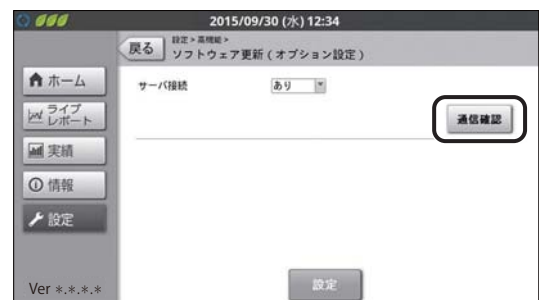 2015/09/30 (水) 12:34
戻る
設定 > 高機能 >
ソフトウェア更新 ( オプション設定 )
ホーム
ライブ
レポート
実績
情報
設定
Ver *.*.*.*
サーバ接続
あり
通信確認
設定